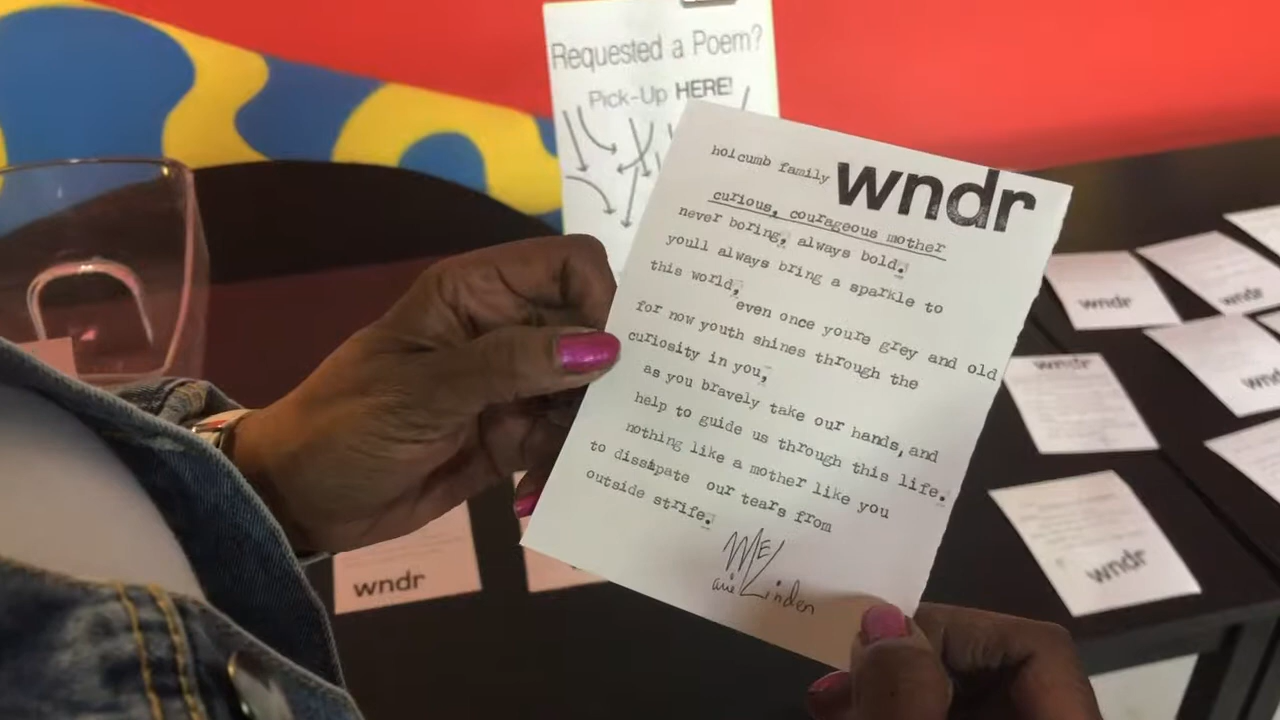 Requested a Poem?
Pick-Up HERE!
holcumb family
wndr
curious, courageous mother
never boring, always bold.
youll always bring a sparkle to
this world,
even once youre grey and old
for now youth shines through the
curiosity in you,
as you bravely take our hands, and
help to guide us through this life.
nothing like a mother like you
to dissipate our tears from
outside strife.
wndr
wndr
wndr
wndr
wndr
wndr